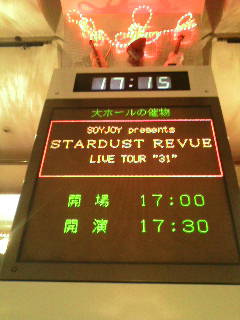 17:15
大ホールの催物
SOYJOY presents
STARDUST REVUE
LIVE TOUR "31"
開場 17:00
開演 17:30